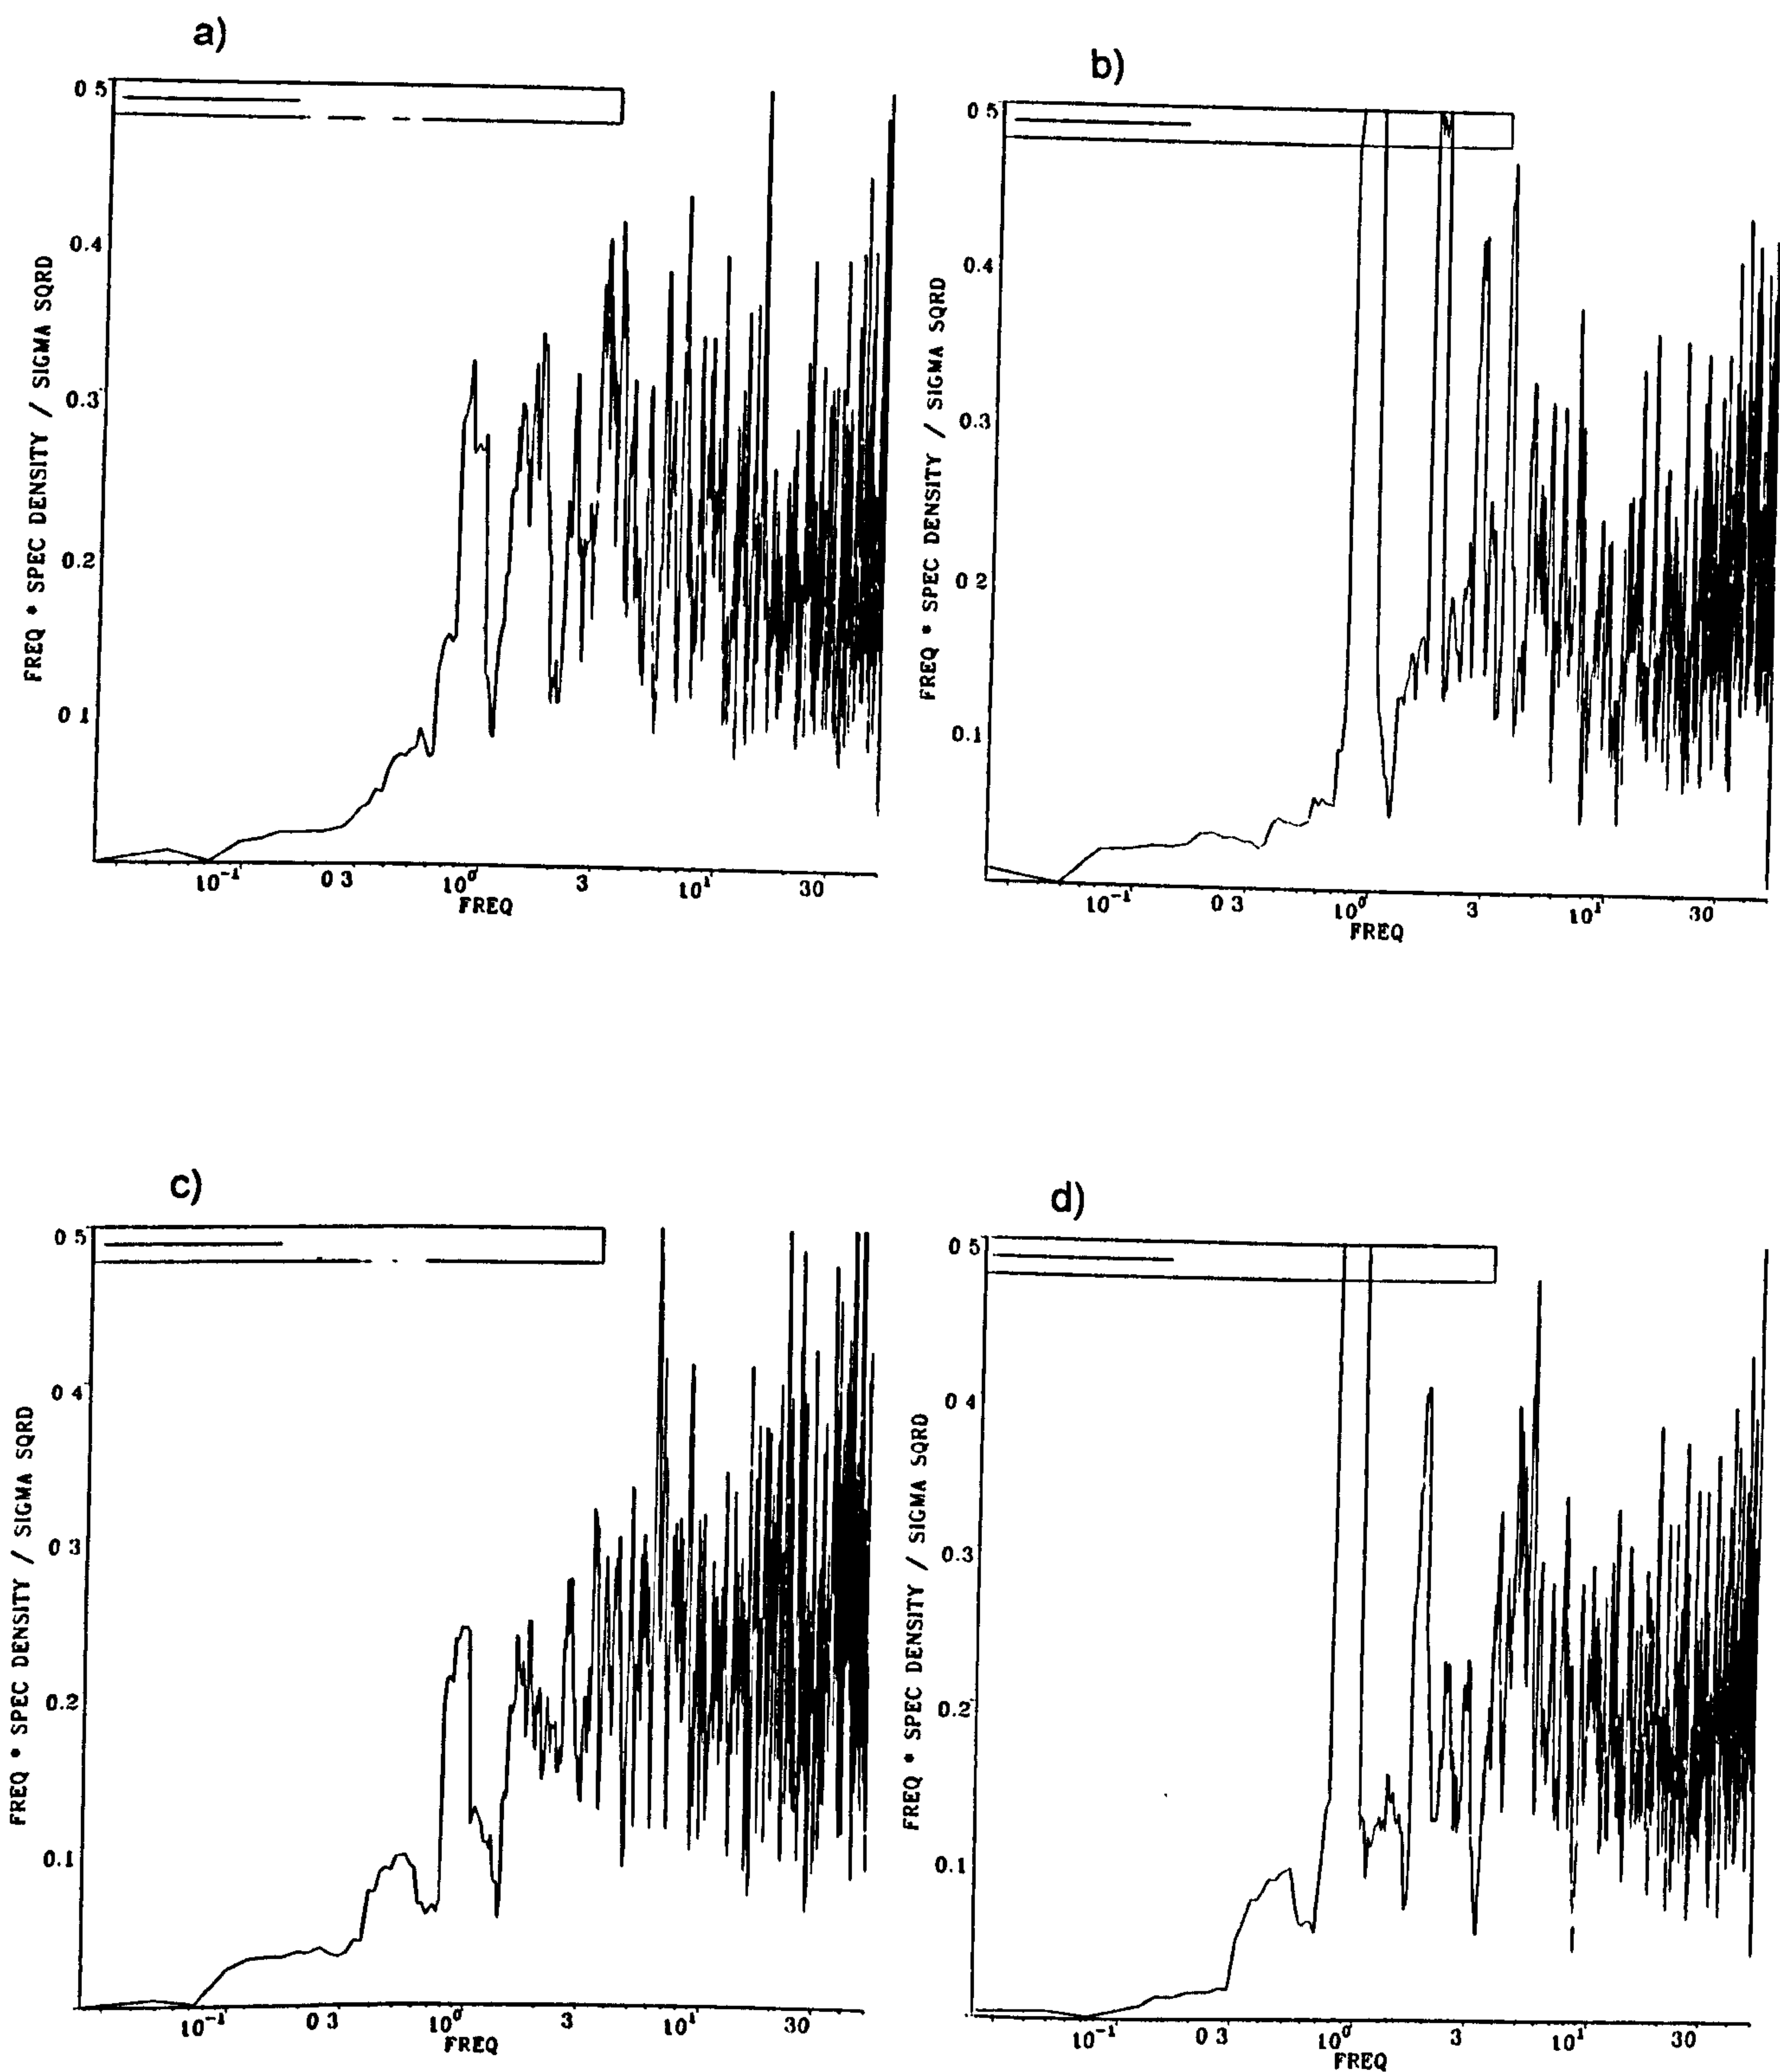 a)
0 5
0.4
0.3
0.2
0 1
FREQ * SPEC DENSITY / SIGMA SQRD
10⁻¹ 0 3 10⁰ 3 10¹ 30
FREQ
b)
0 5
0.4
0.3
0 2
0.1
FREQ * SPEC DENSITY / SIGMA SQRD
10⁻¹ 0 3 10⁰ 3 10¹ 30
FREQ
c)
0 5
0 4
0 3
0.2
0.1
FREQ * SPEC DENSITY / SIGMA SQRD
10⁻¹ 0 3 10⁰ 3 10¹ 30
FREQ
d)
0 5
0 4
0.3
0.2
0.1
FREQ * SPEC DENSITY / SIGMA SQRD
10⁻¹ 0 3 10⁰ 3 10¹ 30
FREQ